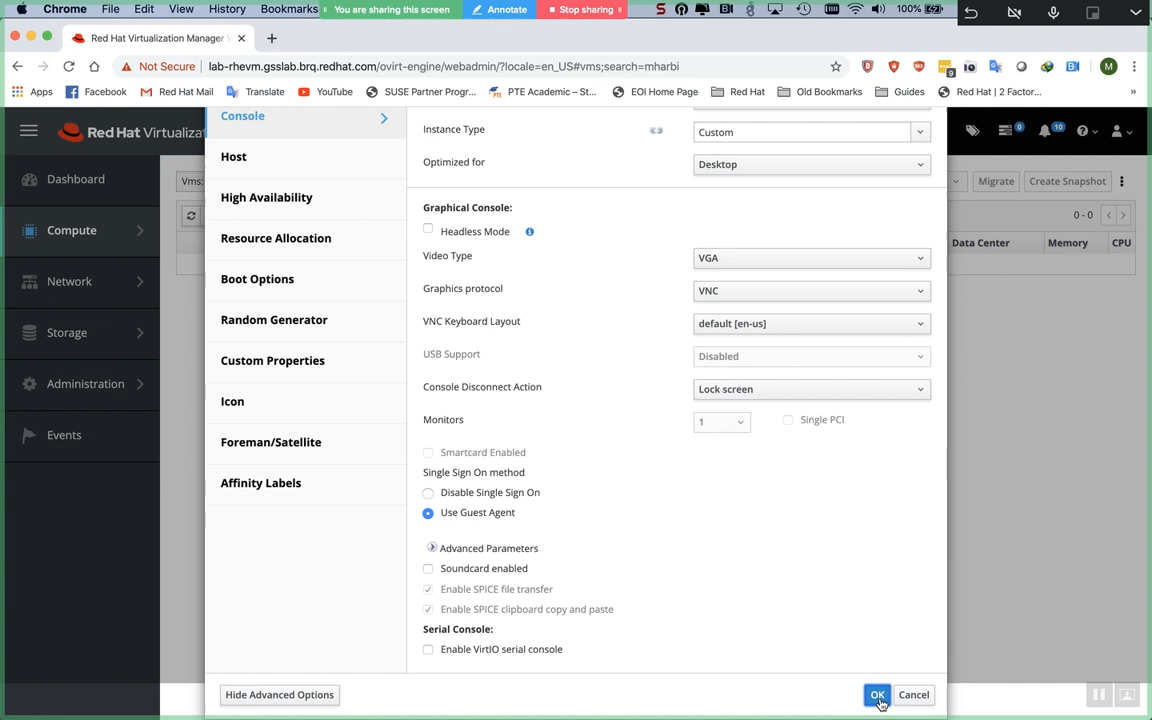 Chrome File Edit View History Bookmarks You are sharing this screen Annotate Stop sharing 100%
Red Hat Virtualization Manager
Not Secure lab-rhevm.gsslab.brq.redhat.com/ovirt-engine/webadmin/?locale=en_US#vms;search=mharbi 9 M
Apps Facebook Red Hat Mail Translate YouTube SUSE Partner Progr... PTE Academic – St... EOI Home Page Red Hat Old Bookmarks Guides Red Hat | 2 Factor... »
Red Hat Virtualiza 0 10
Dashboard
Compute
Network
Storage
Administration
Events
Vms: Migrate Create Snapshot
0 - 0
Data Center Memory CPU
Console
Host
High Availability
Resource Allocation
Boot Options
Random Generator
Custom Properties
Icon
Foreman/Satellite
Affinity Labels
Instance Type Custom
Optimized for Desktop
Graphical Console:
Headless Mode
Video Type VGA
Graphics protocol VNC
VNC Keyboard Layout default [en-us]
USB Support Disabled
Console Disconnect Action Lock screen
Monitors 1 Single PCI
Smartcard Enabled
Single Sign On method
Disable Single Sign On
Use Guest Agent
Advanced Parameters
Soundcard enabled
Enable SPICE file transfer
Enable SPICE clipboard copy and paste
Serial Console:
Enable VirtIO serial console
Hide Advanced Options OK Cancel